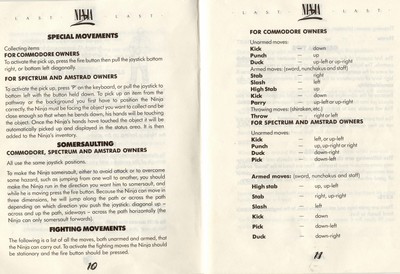 LAST NINJA LAST
SPECIAL MOVEMENTS
Collecting items
FOR COMMODORE OWNERS
To activate the pick up, press the fire button then pull the joystick bottom
right, or bottom left diagonally.
FOR SPECTRUM AND AMSTRAD OWNERS
To activate the pick up, press 'P' on the keyboard, or pull the joystick to
bottom left with the button held down. To pick up an item from the
pathway or the background you first have to position the Ninja
correctly, the Ninja must be facing the object you want to collect and be
close enough so that when he bends down, his hands will be touching
the object. Once the Ninja's hands have touched the object it will be
automatically picked up and displayed in the status area. It is then
added to the Ninja's inventory.
SOMERSAULTING
COMMODORE, SPECTRUM AND AMSTRAD OWNERS
All use the same joystick positions.
To make the Ninja somersault, either to avoid attack or to overcome
some hazard, such as jumping from one wall to another, you should
make the Ninja run in the direction you want him to somersault, and
while he is moving press the fire button. Because the Ninja can move in
three dimensions, he will jump along the path or across the path
depending on which direction you push the joystick; diagonal up –
across and up the path, sideways – across the path horizontally (the
Ninja can only somersault forwards).
FIGHTING MOVEMENTS
The following is a list of all the moves, both unarmed and armed, that
the Ninja can carry out. To activate the fighting moves the Ninja should
be stationary and the fire button should be pressed.
10
LAST NINJA LAST
FOR COMMODORE OWNERS
Unarmed moves:
Kick – down
Punch – up
Duck – up-left or up-right
Armed moves: (sword, nunchakus and staff)
Stab – right
Slash – left
High Stab – up
Kick – down
Parry – up-left or up-right
Throwing moves: (shiraken, etc.)
Throw – right or left
FOR SPECTRUM AND AMSTRAD OWNERS
Unarmed moves:
Kick – left, or up-left
Punch – up, up-right or right
Duck – down-right
Pick – down-left
Armed moves: (sword, nunchakus and staff)
High stab – up, up-left
Stab – right, up-right
Slash – left
Kick – down
Pick – down-left
Duck – down-right
11